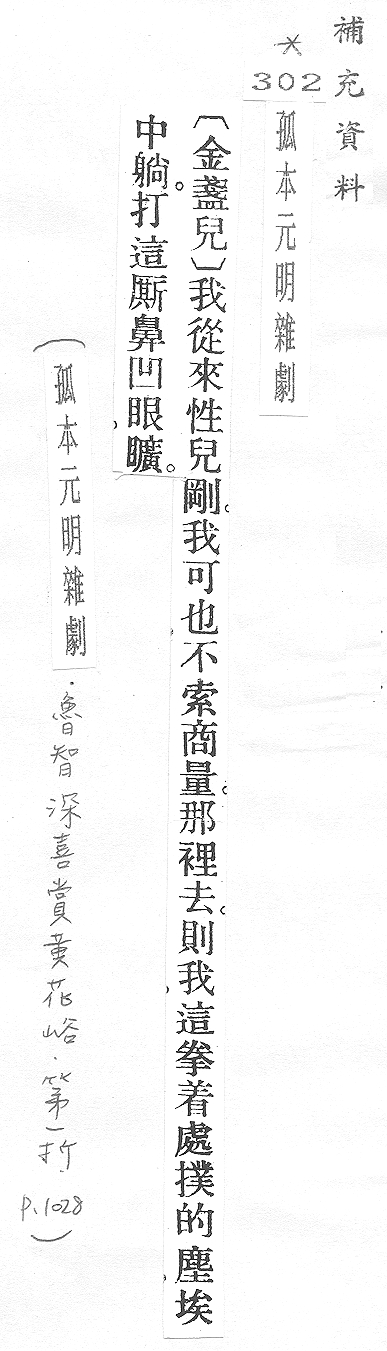 補充資料
*302 孤本元明雜劇
〔金盞兒〕我從來性兒剛。我可也不索商量。那裡去。則我這拳着處撲的塵埃
中躺。打這厮鼻凹眼曠。
（孤本元明雜劇．魯智深喜賞黄花峪．第一折 P.1028）